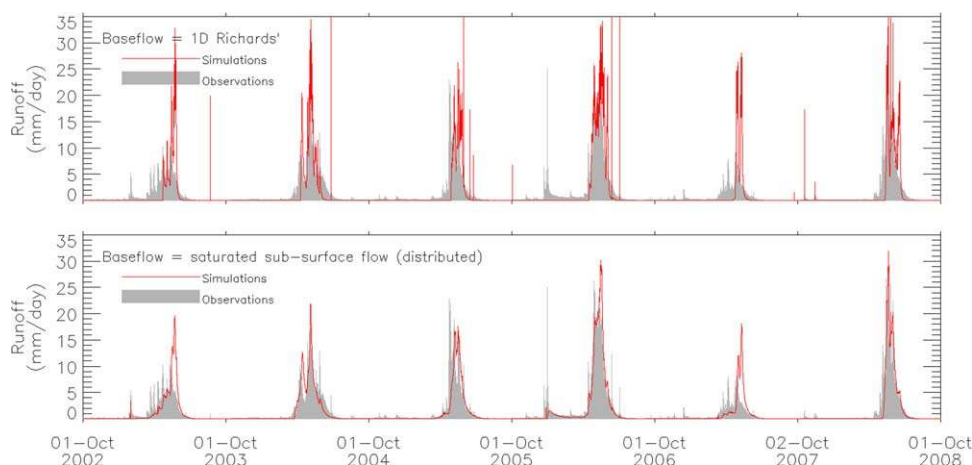 35
30
25
20
15
10
5
0
Runoff
(mm/day)
Baseflow = 1D Richards'
Simulations
Observations
35
30
25
20
15
10
5
0
Runoff
(mm/day)
Baseflow = saturated sub-surface flow (distributed)
Simulations
Observations
01-Oct 01-Oct 01-Oct 01-Oct 01-Oct 02-Oct 01-Oct
2002 2003 2004 2005 2006 2007 2008